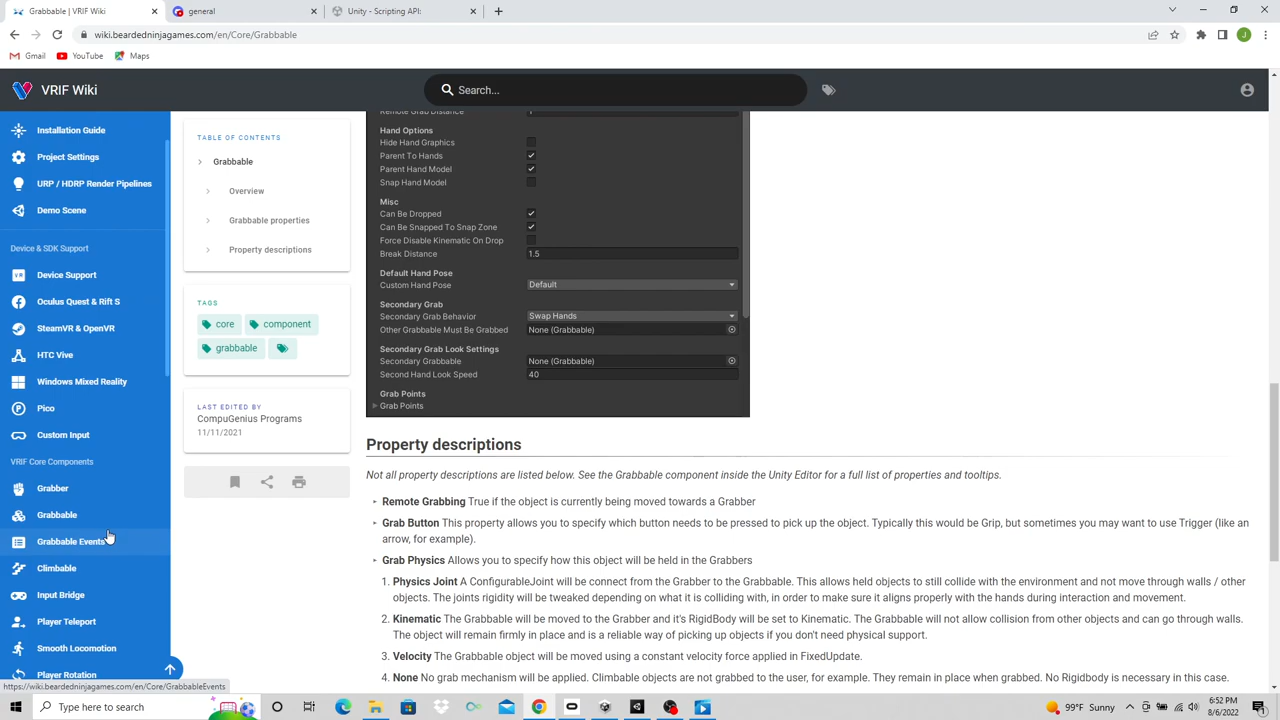 Grabbable | VRIF Wiki
general
Unity - Scripting API:
wiki.beardedninjagames.com/en/Core/Grabbable
J
Gmail
YouTube
Maps
VRIF Wiki
Search...
Installation Guide
Project Settings
URP / HDRP Render Pipelines
Demo Scene
Device & SDK Support
Device Support
Oculus Quest & Rift S
SteamVR & OpenVR
HTC Vive
Windows Mixed Reality
Pico
Custom Input
VRIF Core Components
Grabber
Grabbable
Grabbable Events
Climbable
Input Bridge
Player Teleport
Smooth Locomotion
Player Rotation
https://wiki.beardedninjagames.com/en/Core/GrabbableEvents
TABLE OF CONTENTS
Grabbable
Overview
Grabbable properties
Property descriptions
TAGS
core
component
grabbable
LAST EDITED BY
CompuGenius Programs
11/11/2021
Remote Grab Distance
Hand Options
Hide Hand Graphics
Parent To Hands
Parent Hand Model
Snap Hand Model
Misc
Can Be Dropped
Can Be Snapped To Snap Zone
Force Disable Kinematic On Drop
Break Distance 1.5
Default Hand Pose
Custom Hand Pose Default
Secondary Grab
Secondary Grab Behavior Swap Hands
Other Grabbable Must Be Grabbed None (Grabbable)
Secondary Grab Look Settings
Secondary Grabbable None (Grabbable)
Second Hand Look Speed 40
Grab Points
Grab Points
Property descriptions
Not all property descriptions are listed below. See the Grabbable component inside the Unity Editor for a full list of properties and tooltips.
Remote Grabbing True if the object is currently being moved towards a Grabber
Grab Button This property allows you to specify which button needs to be pressed to pick up the object. Typically this would be Grip, but sometimes you may want to use Trigger (like an
arrow, for example).
Grab Physics Allows you to specify how this object will be held in the Grabbers
1. Physics Joint A ConfigurableJoint will be connect from the Grabber to the Grabbable. This allows held objects to still collide with the environment and not move through walls / other
objects. The joints rigidity will be tweaked depending on what it is colliding with, in order to make sure it aligns properly with the hands during interaction and movement.
2. Kinematic The Grabbable will be moved to the Grabber and it's RigidBody will be set to Kinematic. The Grabbable will not allow collision from other objects and can go through walls.
The object will remain firmly in place and is a reliable way of picking up objects if you don't need physical support.
3. Velocity The Grabbable object will be moved using a constant velocity force applied in FixedUpdate.
4. None No grab mechanism will be applied. Climbable objects are not grabbed to the user, for example. They remain in place when grabbed. No Rigidbody is necessary in this case.
Type here to search
99°F Sunny
6:52 PM
8/6/2022